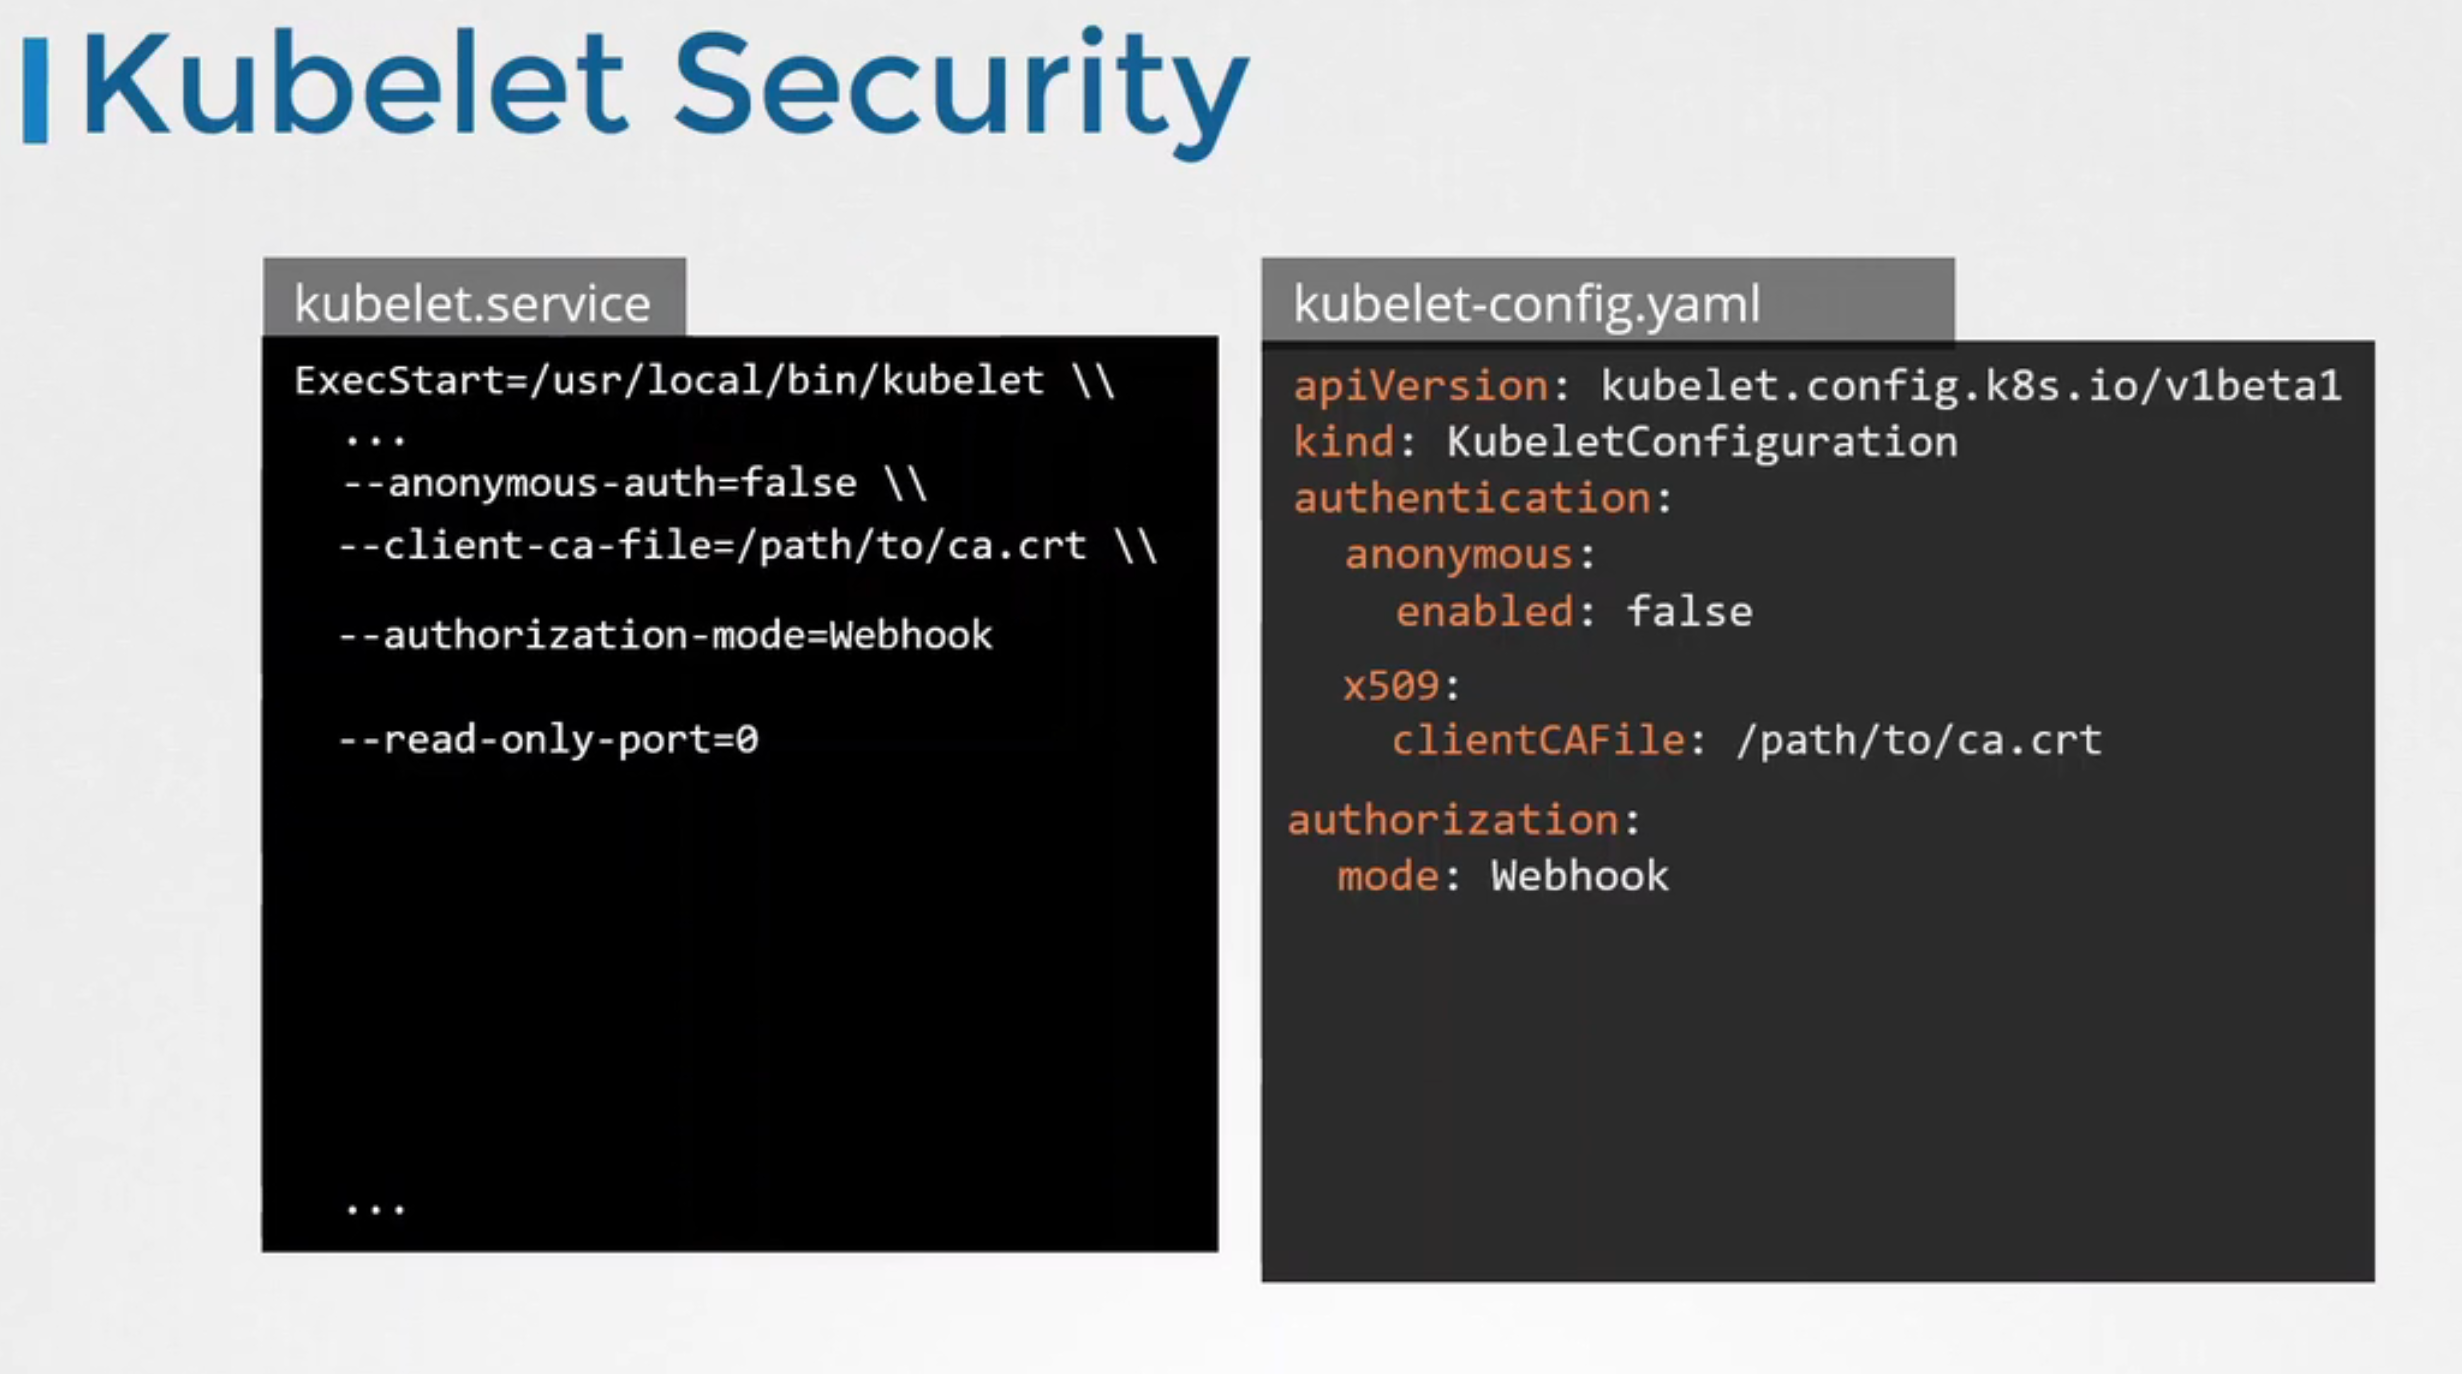 Kubelet Security
kubelet.service
ExecStart=/usr/local/bin/kubelet \\
...
--anonymous-auth=false \\
--client-ca-file=/path/to/ca.crt \\
--authorization-mode=Webhook
--read-only-port=0
...
kubelet-config.yaml
apiVersion: kubelet.config.k8s.io/v1beta1
kind: KubeletConfiguration
authentication:
  anonymous:
    enabled: false
  x509:
    clientCAFile: /path/to/ca.crt
authorization:
  mode: Webhook